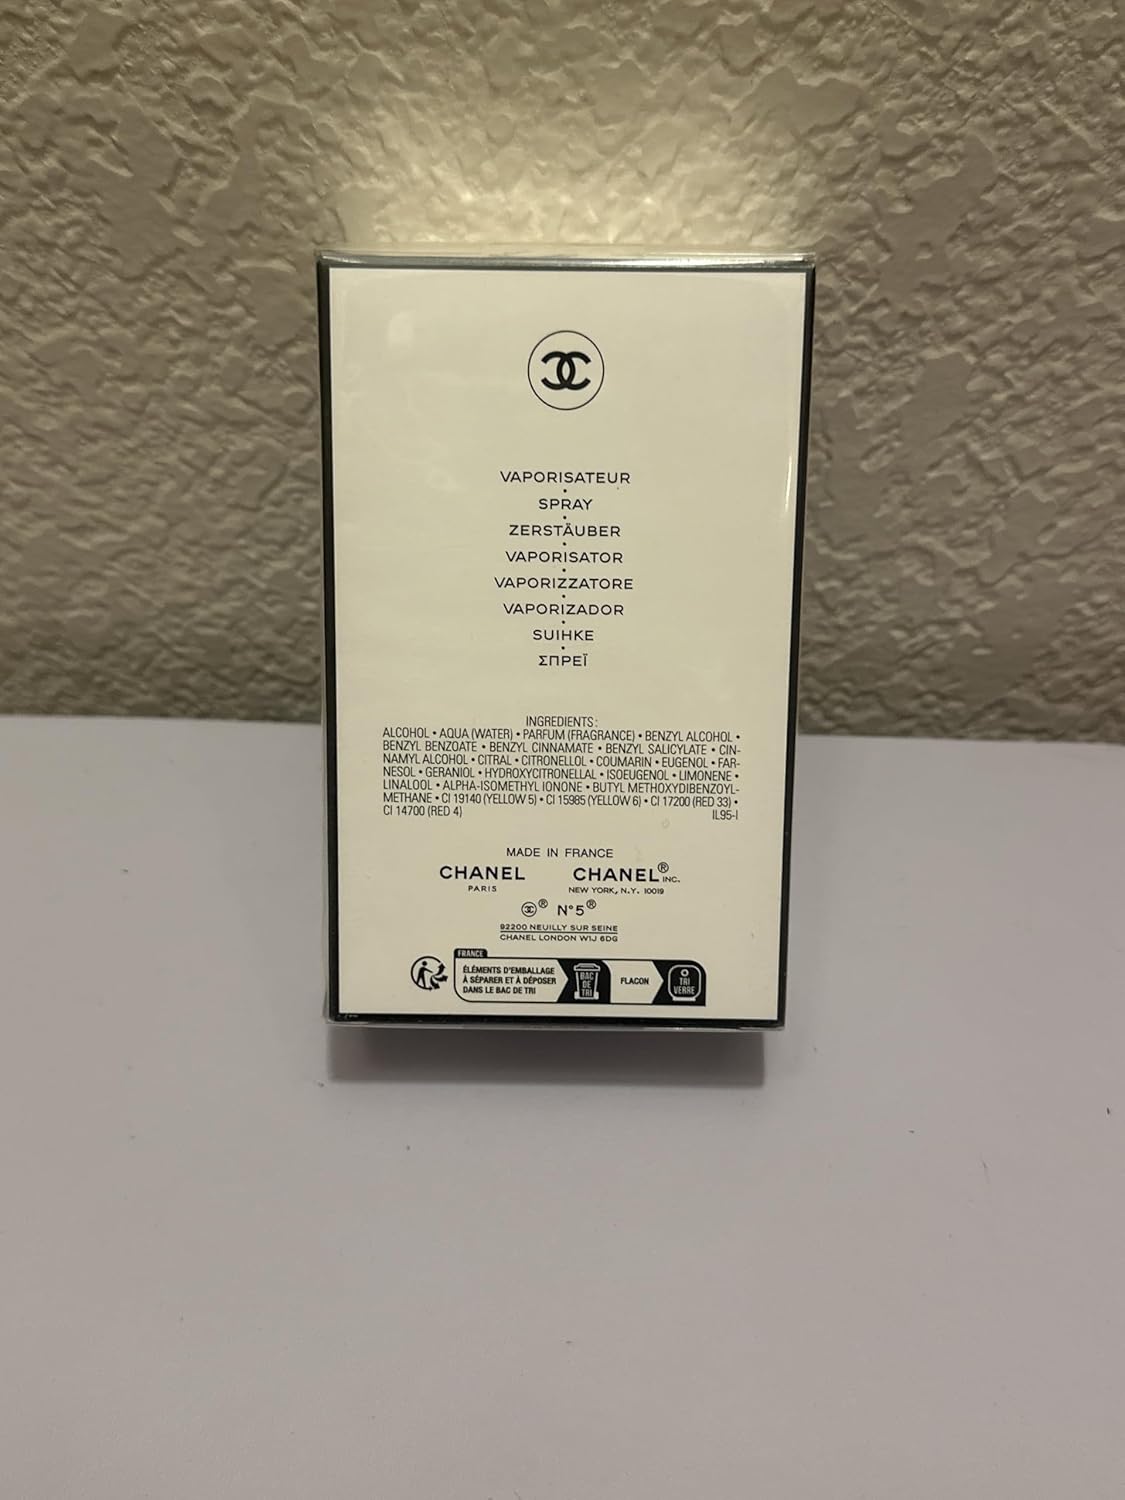 VAPORISATEUR
•
SPRAY
•
ZERSTÄUBER
•
VAPORISATOR
•
VAPORIZZATORE
•
VAPORIZADOR
•
SUIHKE
•
ΣΠΡΕΪ
INGREDIENTS:
ALCOHOL • AQUA (WATER) • PARFUM (FRAGRANCE) • BENZYL ALCOHOL •
BENZYL BENZOATE • BENZYL CINNAMATE • BENZYL SALICYLATE • CIN-
NAMYL ALCOHOL • CITRAL • CITRONELLOL • COUMARIN • EUGENOL • FAR-
NESOL • GERANIOL • HYDROXYCITRONELLAL • ISOEUGENOL • LIMONENE •
LINALOOL • ALPHA-ISOMETHYL IONONE • BUTYL METHOXYDIBENZOYL-
METHANE • CI 19140 (YELLOW 5) • CI 15985 (YELLOW 6) • CI 17200 (RED 33) •
CI 14700 (RED 4) IL95-I
MADE IN FRANCE
CHANEL CHANEL® INC.
PARIS NEW YORK, N.Y. 10019
® N°5®
92200 NEUILLY SUR SEINE
CHANEL LONDON W1J 6DG
FRANCE
ÉLÉMENTS D'EMBALLAGE
À SÉPARER ET À DÉPOSER
DANS LE BAC DE TRI
BAC
DE
TRI
FLACON
TRI
VERRE